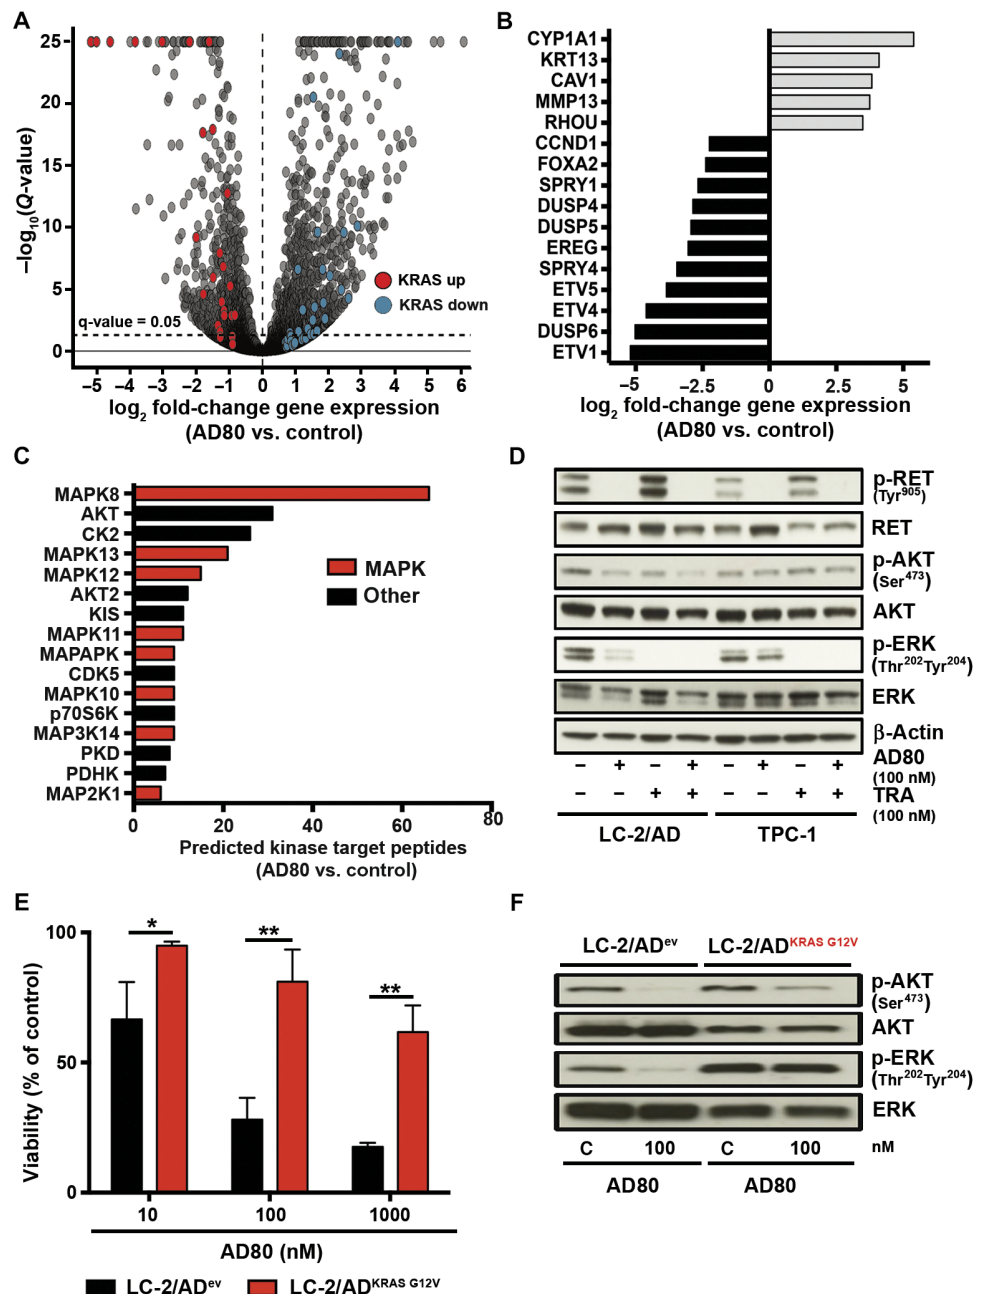 A
25
20
15
10
5
0
–log10(Q-value)
KRAS up
KRAS down
q-value = 0.05
–5 –4 –3 –2 –1 0 1 2 3 4 5 6
log2 fold-change gene expression
(AD80 vs. control)
B
CYP1A1
KRT13
CAV1
MMP13
RHOU
CCND1
FOXA2
SPRY1
DUSP4
DUSP5
EREG
SPRY4
ETV5
ETV4
DUSP6
ETV1
–5 –2.5 0 2.5 5
log2 fold-change gene expression
(AD80 vs. control)
C
MAPK8
AKT
CK2
MAPK13
MAPK12
AKT2
KIS
MAPK11
MAPAPK
CDK5
MAPK10
p70S6K
MAP3K14
PKD
PDHK
MAP2K1
MAPK
Other
0 20 40 60 80
Predicted kinase target peptides
(AD80 vs. control)
D
p-RET
(Tyr905)
RET
p-AKT
(Ser473)
AKT
p-ERK
(Thr202Tyr204)
ERK
β-Actin
– + – + – + – + AD80
(100 nM)
– – + + – – + + TRA
(100 nM)
LC-2/AD TPC-1
E
Viability (% of control)
100
50
0
* ** **
10 100 1000
AD80 (nM)
LC-2/ADev LC-2/ADKRAS G12V
F
LC-2/ADev LC-2/ADKRAS G12V
p-AKT
(Ser473)
AKT
p-ERK
(Thr202Tyr204)
ERK
C 100 C 100 nM
AD80 AD80